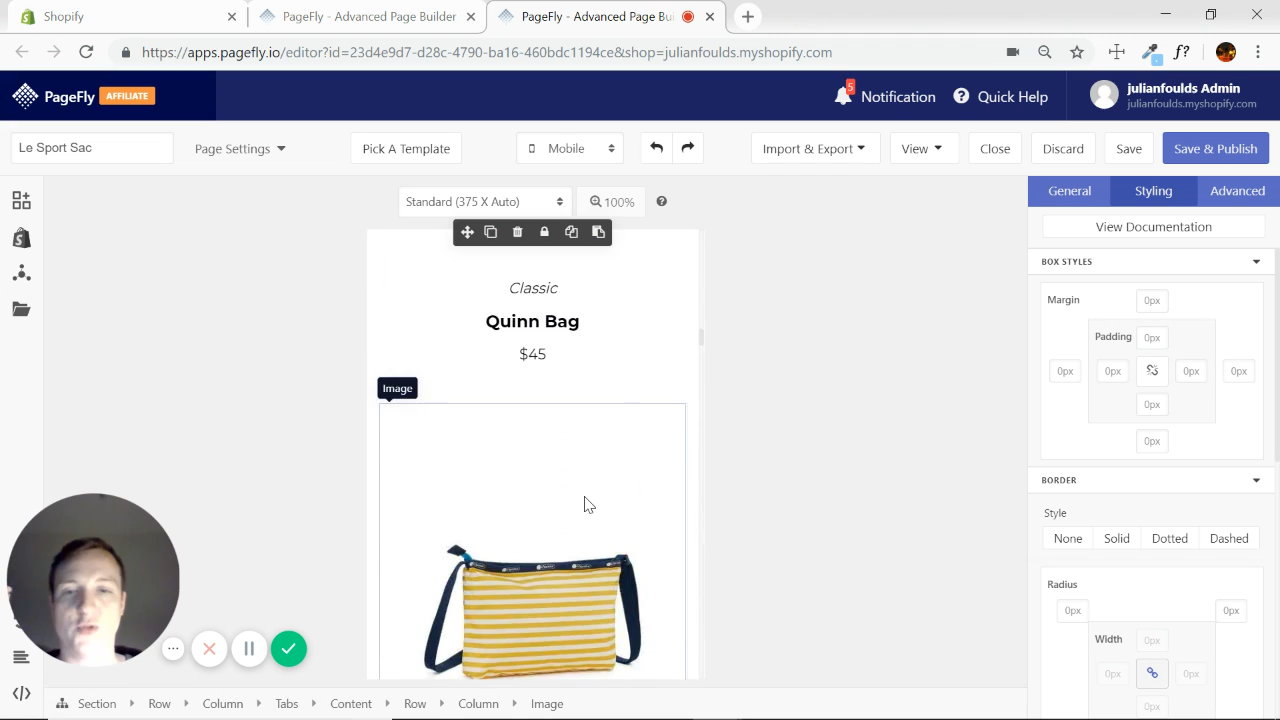 Shopify
PageFly - Advanced Page Builder
PageFly - Advanced Page Bui
https://apps.pagefly.io/editor?id=23d4e9d7-d28c-4790-ba16-460bdc1194ce&shop=julianfoulds.myshopify.com
f?
PageFly AFFILIATE
5
Notification
Quick Help
julianfoulds Admin
julianfoulds.myshopify.com
Le Sport Sac
Page Settings
Pick A Template
Mobile
Import & Export
View
Close
Discard
Save
Save & Publish
Standard (375 X Auto)
100%
General
Styling
Advanced
View Documentation
BOX STYLES
Margin
0px
Padding
0px
0px
0px
0px
0px
0px
0px
BORDER
Style
None
Solid
Dotted
Dashed
Radius
0px
0px
Width
0px
0px
0px
0px
Classic
Quinn Bag
$45
Image
Section
Row
Column
Tabs
Content
Row
Column
Image